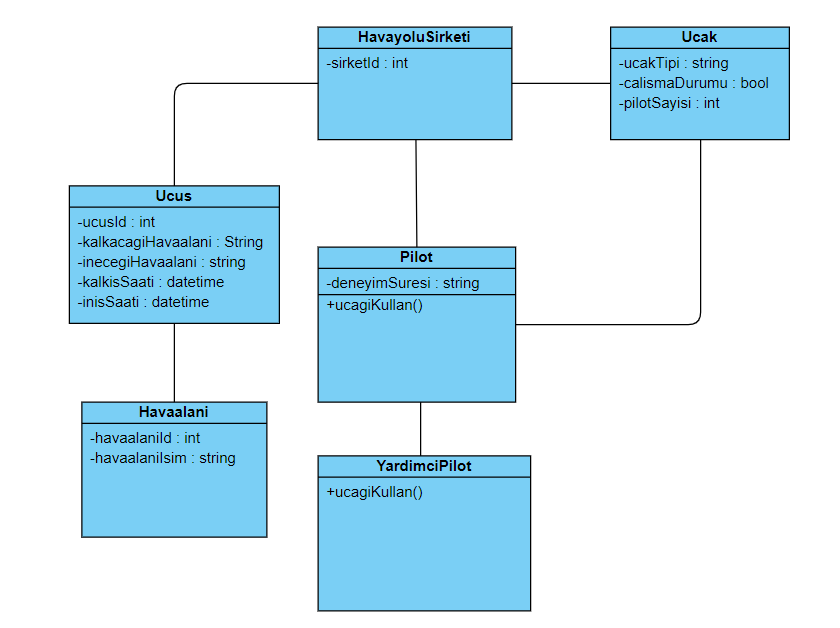 HavayoluSirketi
-sirketId : int
Ucak
-ucakTipi : string
-calismaDurumu : bool
-pilotSayisi : int
Ucus
-ucusId : int
-kalkacagiHavaalani : String
-inecegiHavaalani : string
-kalkisSaati : datetime
-inisSaati : datetime
Pilot
-deneyimSuresi : string
+ucagiKullan()
Havaalani
-havaalaniId : int
-havaalaniIsim : string
YardimciPilot
+ucagiKullan()